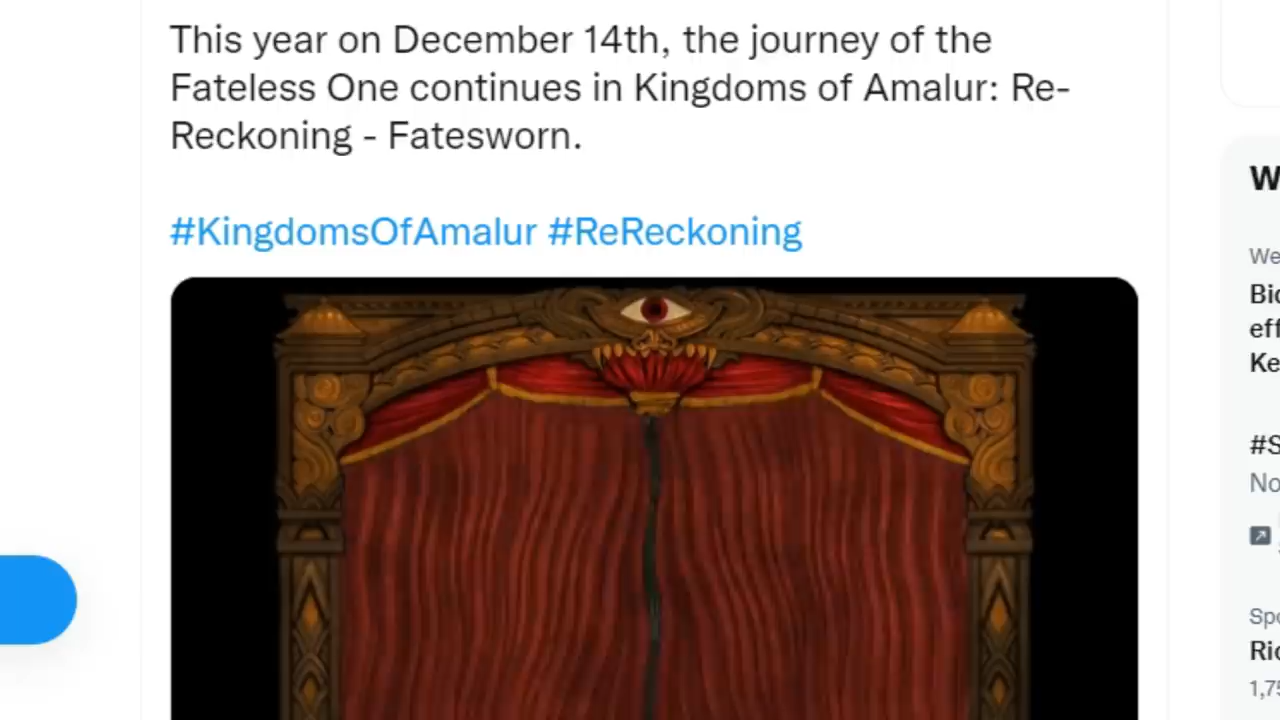 This year on December 14th, the journey of the
Fateless One continues in Kingdoms of Amalur: Re-
Reckoning - Fatesworn.
#KingdomsOfAmalur #ReReckoning